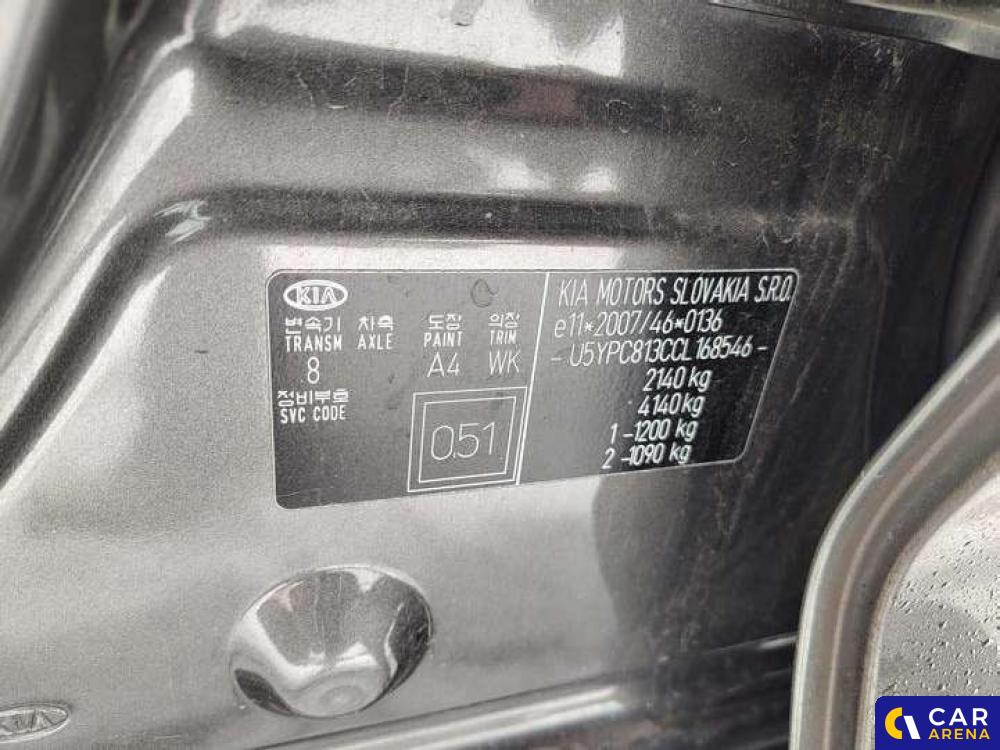 KIA
변속기 차축 도장 의장
TRANSM AXLE PAINT TRIM
8 A4 WK
정비부호
SVC CODE
0.51
KIA MOTORS SLOVAKIA S.R.O.
e11*2007/46*0136
- U5YPC813CCL168546 -
2140 kg
4140 kg
1 -1200 kg
2 -1090 kg
KIA
CAR
ARENA